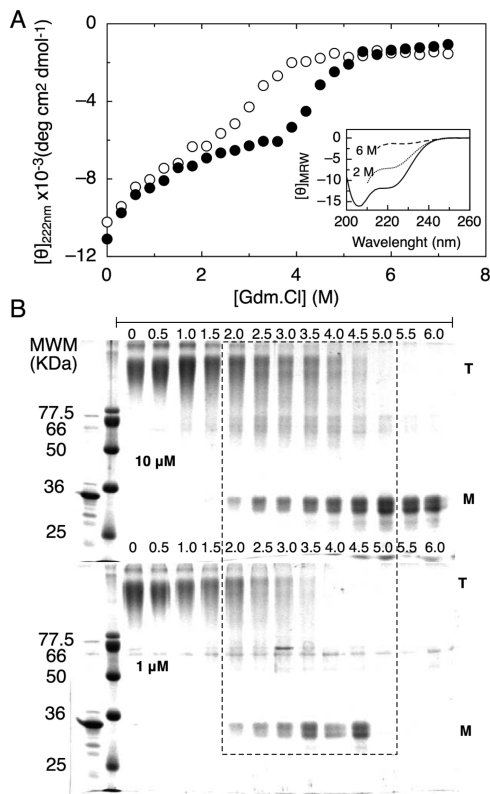 A
[θ]222nm x10-3(deg cm2 dmol-1)
0
−4
−8
−12
0
2
4
6
8
[Gdm.Cl] (M)
[θ]MRW
0
−5
−10
−15
6 M
2 M
200 220 240 260
Wavelenght (nm)
B
MWM
(KDa)
0 0.5 1.0 1.5 2.0 2.5 3.0 3.5 4.0 4.5 5.0 5.5 6.0
T
77.5
66
50
10 µM
36
M
25
0 0.5 1.0 1.5 2.0 2.5 3.0 3.5 4.0 4.5 5.0 5.5 6.0
T
77.5
66
1 µM
50
36
M
25